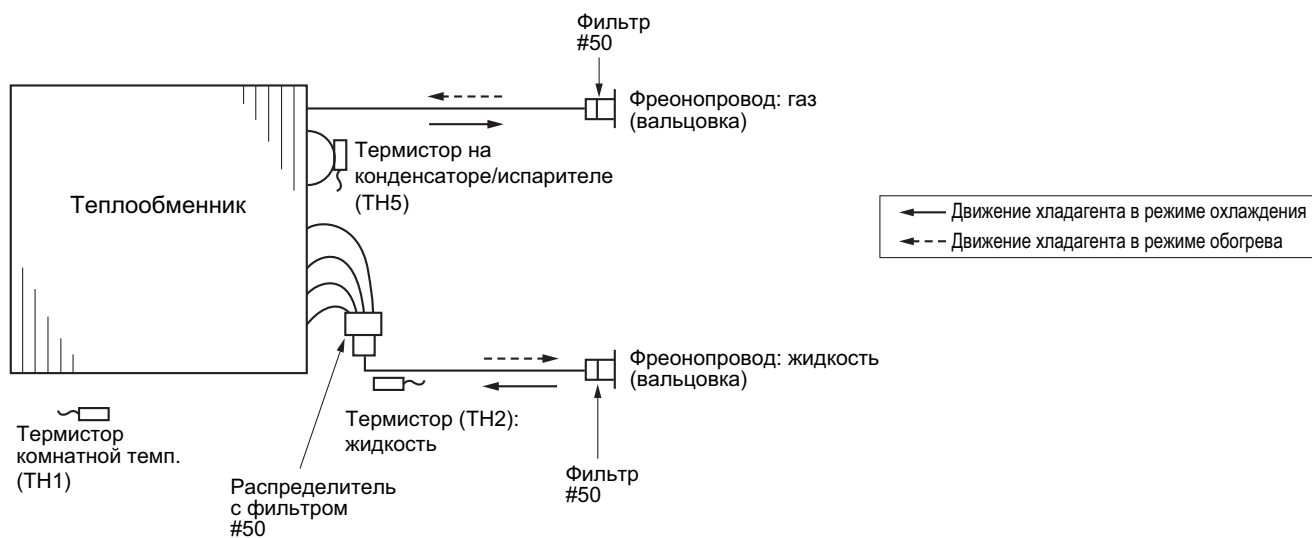 Фильтр
#50
Фреонопровод: газ
(вальцовка)
Термистор на
конденсаторе/испарителе
(TH5)
Теплообменник
Движение хладагента в режиме охлаждения
Движение хладагента в режиме обогрева
Фреонопровод: жидкость
(вальцовка)
Термистор (TH2):
жидкость
Термистор
комнатной темп.
(TH1)
Фильтр
#50
Распределитель
с фильтром
#50